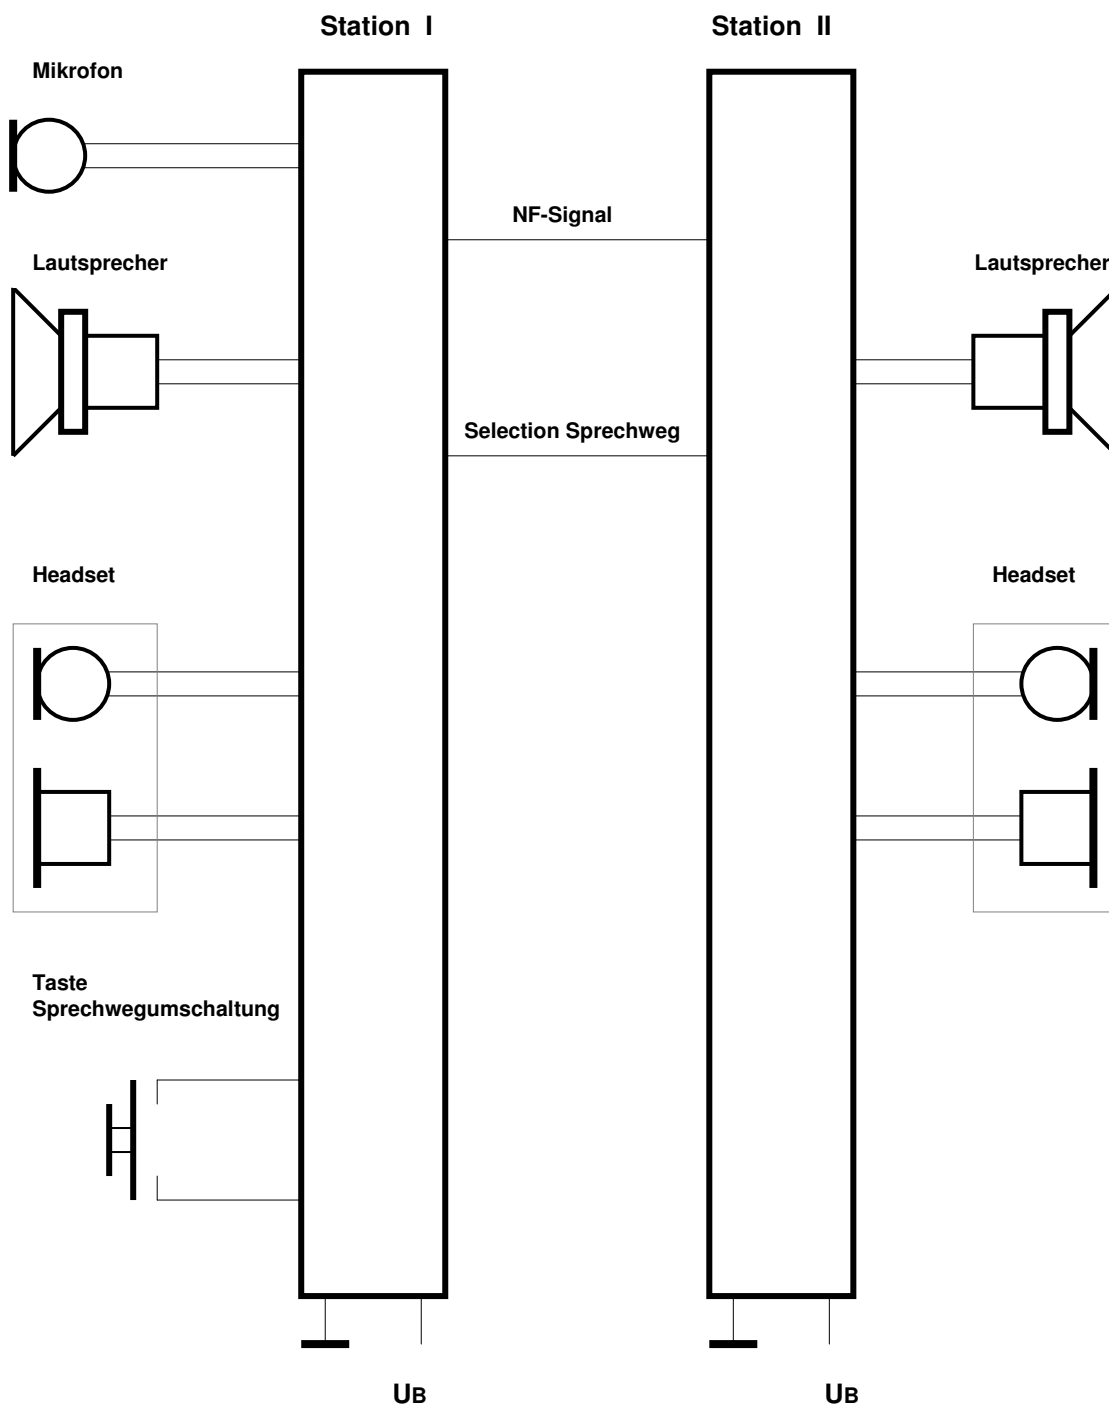 Station I
Station II
Mikrofon
NF-Signal
Lautsprecher
Lautsprecher
Selection Sprechweg
Headset
Headset
Taste
Sprechwegumschaltung
UB
UB